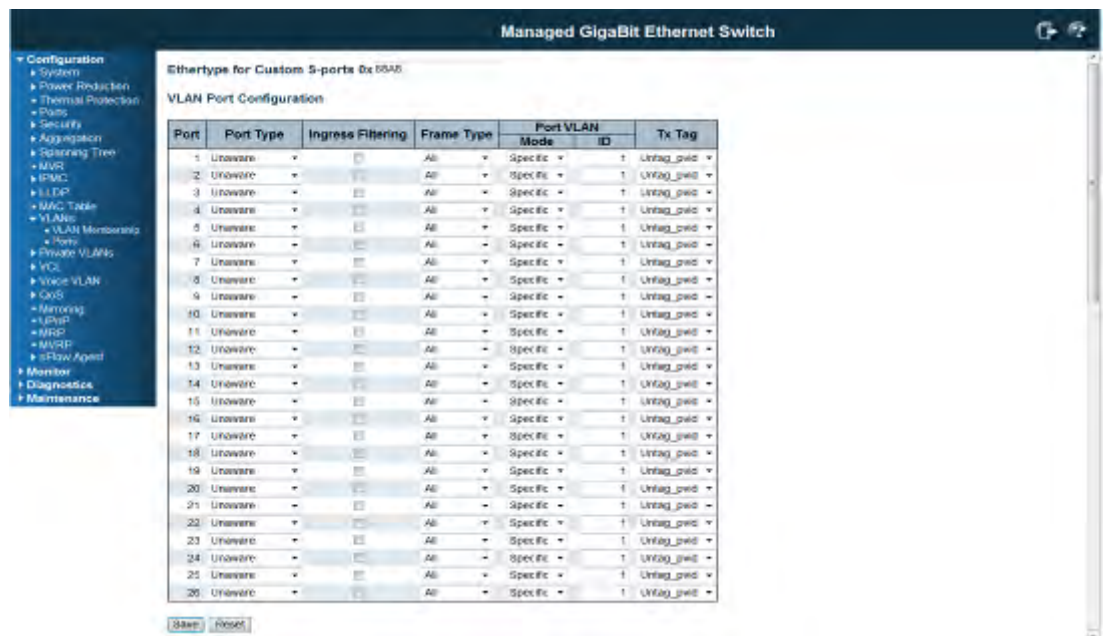 Managed GigaBit Ethernet Switch
Configuration
System
Power Reduction
Thermal Protection
Ports
Security
Aggregation
Spanning Tree
MVR
IPMC
LLDP
MAC Table
VLANs
VLAN Membership
Ports
Private VLANs
VCL
Voice VLAN
QoS
Mirroring
UPnP
MRP
MVRP
sFlow Agent
Monitor
Diagnostics
Maintenance
Ethertype for Custom S-ports 0x 88A8
VLAN Port Configuration
Port Port Type Ingress Filtering Frame Type Port VLAN Tx Tag
Mode ID
1 Unaware All Specific 1 Untag_pvid
2 Unaware All Specific 1 Untag_pvid
3 Unaware All Specific 1 Untag_pvid
4 Unaware All Specific 1 Untag_pvid
5 Unaware All Specific 1 Untag_pvid
6 Unaware All Specific 1 Untag_pvid
7 Unaware All Specific 1 Untag_pvid
8 Unaware All Specific 1 Untag_pvid
9 Unaware All Specific 1 Untag_pvid
10 Unaware All Specific 1 Untag_pvid
11 Unaware All Specific 1 Untag_pvid
12 Unaware All Specific 1 Untag_pvid
13 Unaware All Specific 1 Untag_pvid
14 Unaware All Specific 1 Untag_pvid
15 Unaware All Specific 1 Untag_pvid
16 Unaware All Specific 1 Untag_pvid
17 Unaware All Specific 1 Untag_pvid
18 Unaware All Specific 1 Untag_pvid
19 Unaware All Specific 1 Untag_pvid
20 Unaware All Specific 1 Untag_pvid
21 Unaware All Specific 1 Untag_pvid
22 Unaware All Specific 1 Untag_pvid
23 Unaware All Specific 1 Untag_pvid
24 Unaware All Specific 1 Untag_pvid
25 Unaware All Specific 1 Untag_pvid
26 Unaware All Specific 1 Untag_pvid
Save Reset